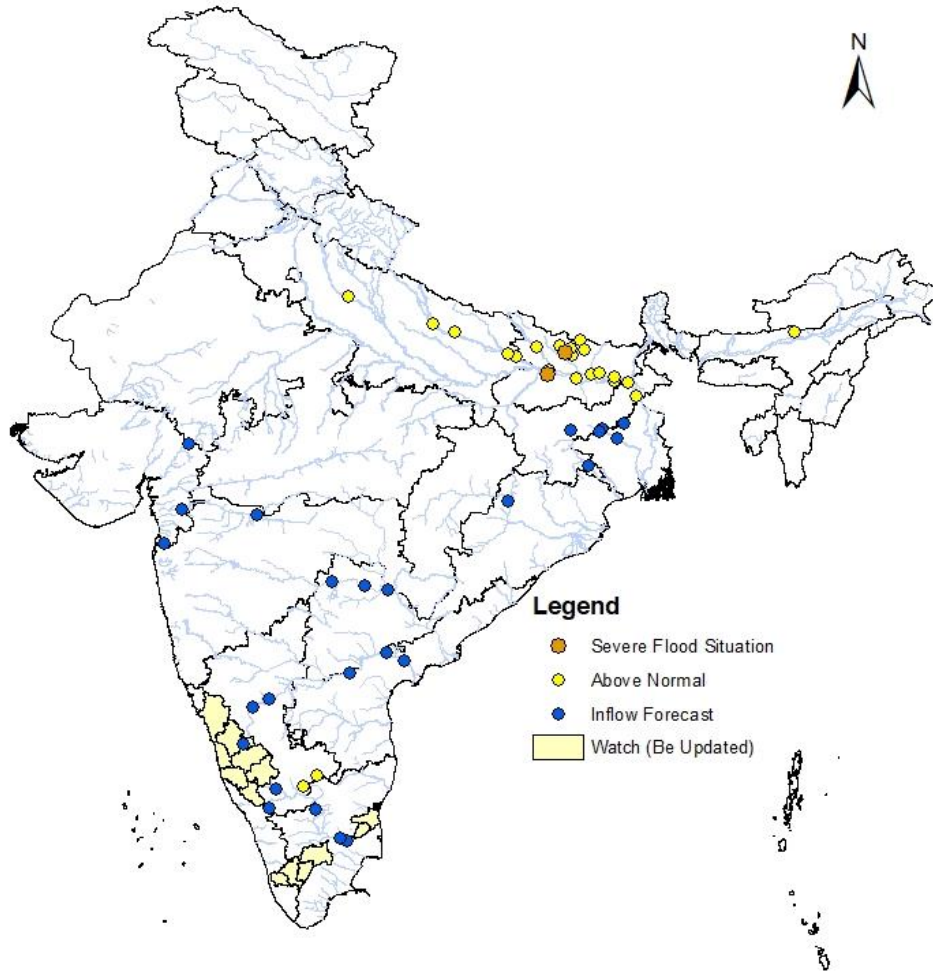 N
Legend
Severe Flood Situation
Above Normal
Inflow Forecast
Watch (Be Updated)